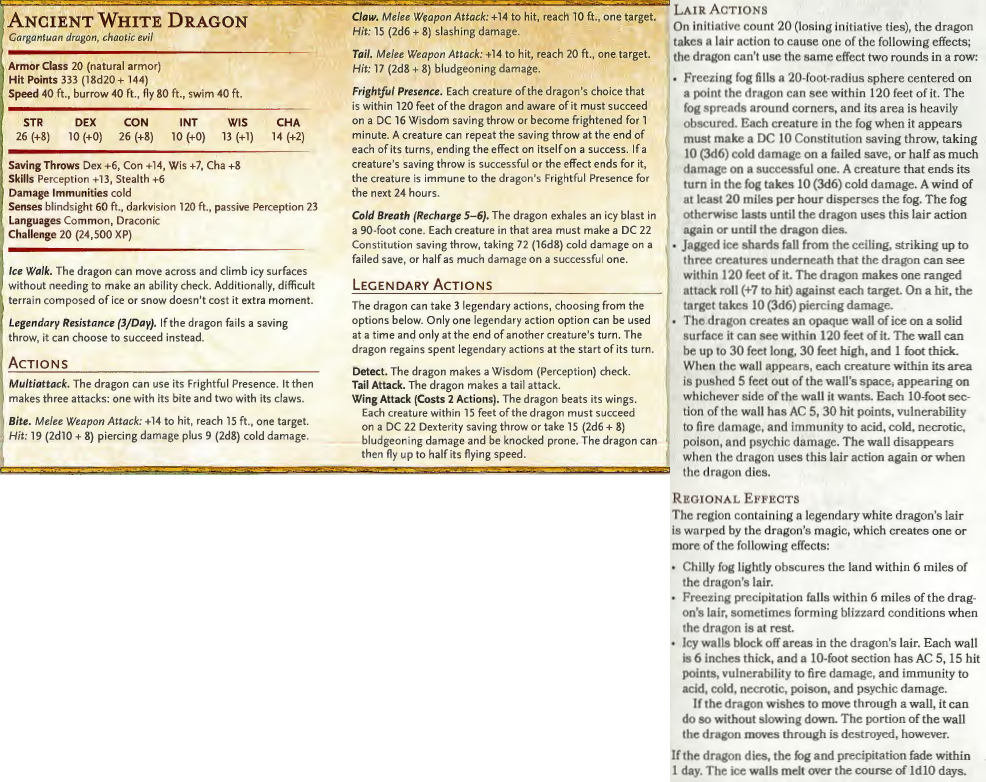 ANCIENT WHITE DRAGON
Gargantuan dragon, chaotic evil
Armor Class 20 (natural armor)
Hit Points 333 (18d20 + 144)
Speed 40 ft., burrow 40 ft., fly 80 ft., swim 40 ft.
STR DEX CON INT WIS CHA
26 (+8) 10 (+0) 26 (+8) 10 (+0) 13 (+1) 14 (+2)
Saving Throws Dex +6, Con +14, Wis +7, Cha +8
Skills Perception +13, Stealth +6
Damage Immunities cold
Senses blindsight 60 ft., darkvision 120 ft., passive Perception 23
Languages Common, Draconic
Challenge 20 (24,500 XP)
Ice Walk. The dragon can move across and climb icy surfaces
without needing to make an ability check. Additionally, difficult
terrain composed of ice or snow doesn't cost it extra moment.
Legendary Resistance (3/Day). If the dragon fails a saving
throw, it can choose to succeed instead.
ACTIONS
Multiattack. The dragon can use its Frightful Presence. It then
makes three attacks: one with its bite and two with its claws.
Bite. Melee Weapon Attack: +14 to hit, reach 15 ft., one target.
Hit: 19 (2d10 + 8) piercing damage plus 9 (2d8) cold damage.
Claw. Melee Weapon Attack: +14 to hit, reach 10 ft., one target.
Hit: 15 (2d6 + 8) slashing damage.
Tail. Melee Weapon Attack: +14 to hit, reach 20 ft., one target.
Hit: 17 (2d8 + 8) bludgeoning damage.
Frightful Presence. Each creature of the dragon's choice that
is within 120 feet of the dragon and aware of it must succeed
on a DC 16 Wisdom saving throw or become frightened for 1
minute. A creature can repeat the saving throw at the end of
each of its turns, ending the effect on itself on a success. If a
creature's saving throw is successful or the effect ends for it,
the creature is immune to the dragon's Frightful Presence for
the next 24 hours.
Cold Breath (Recharge 5–6). The dragon exhales an icy blast in
a 90-foot cone. Each creature in that area must make a DC 22
Constitution saving throw, taking 72 (16d8) cold damage on a
failed save, or half as much damage on a successful one.
LEGENDARY ACTIONS
The dragon can take 3 legendary actions, choosing from the
options below. Only one legendary action option can be used
at a time and only at the end of another creature's turn. The
dragon regains spent legendary actions at the start of its turn.
Detect. The dragon makes a Wisdom (Perception) check.
Tail Attack. The dragon makes a tail attack.
Wing Attack (Costs 2 Actions). The dragon beats its wings.
Each creature within 15 feet of the dragon must succeed
on a DC 22 Dexterity saving throw or take 15 (2d6 + 8)
bludgeoning damage and be knocked prone. The dragon can
then fly up to half its flying speed.
LAIR ACTIONS
On initiative count 20 (losing initiative ties), the dragon
takes a lair action to cause one of the following effects;
the dragon can't use the same effect two rounds in a row:
• Freezing fog fills a 20-foot-radius sphere centered on
a point the dragon can see within 120 feet of it. The
fog spreads around corners, and its area is heavily
obscured. Each creature in the fog when it appears
must make a DC 10 Constitution saving throw, taking
10 (3d6) cold damage on a failed save, or half as much
damage on a successful one. A creature that ends its
turn in the fog takes 10 (3d6) cold damage. A wind of
at least 20 miles per hour disperses the fog. The fog
otherwise lasts until the dragon uses this lair action
again or until the dragon dies.
• Jagged ice shards fall from the ceiling, striking up to
three creatures underneath that the dragon can see
within 120 feet of it. The dragon makes one ranged
attack roll (+7 to hit) against each target. On a hit, the
target takes 10 (3d6) piercing damage.
• The dragon creates an opaque wall of ice on a solid
surface it can see within 120 feet of it. The wall can
be up to 30 feet long, 30 feet high, and 1 foot thick.
When the wall appears, each creature within its area
is pushed 5 feet out of the wall's space, appearing on
whichever side of the wall it wants. Each 10-foot sec-
tion of the wall has AC 5, 30 hit points, vulnerability
to fire damage, and immunity to acid, cold, necrotic,
poison, and psychic damage. The wall disappears
when the dragon uses this lair action again or when
the dragon dies.
REGIONAL EFFECTS
The region containing a legendary white dragon's lair
is warped by the dragon's magic, which creates one or
more of the following effects:
• Chilly fog lightly obscures the land within 6 miles of
the dragon's lair.
• Freezing precipitation falls within 6 miles of the drag-
on's lair, sometimes forming blizzard conditions when
the dragon is at rest.
• Icy walls block off areas in the dragon's lair. Each wall
is 6 inches thick, and a 10-foot section has AC 5, 15 hit
points, vulnerability to fire damage, and immunity to
acid, cold, necrotic, poison, and psychic damage.
If the dragon wishes to move through a wall, it can
do so without slowing down. The portion of the wall
the dragon moves through is destroyed, however.
If the dragon dies, the fog and precipitation fade within
1 day. The ice walls melt over the course of 1d10 days.